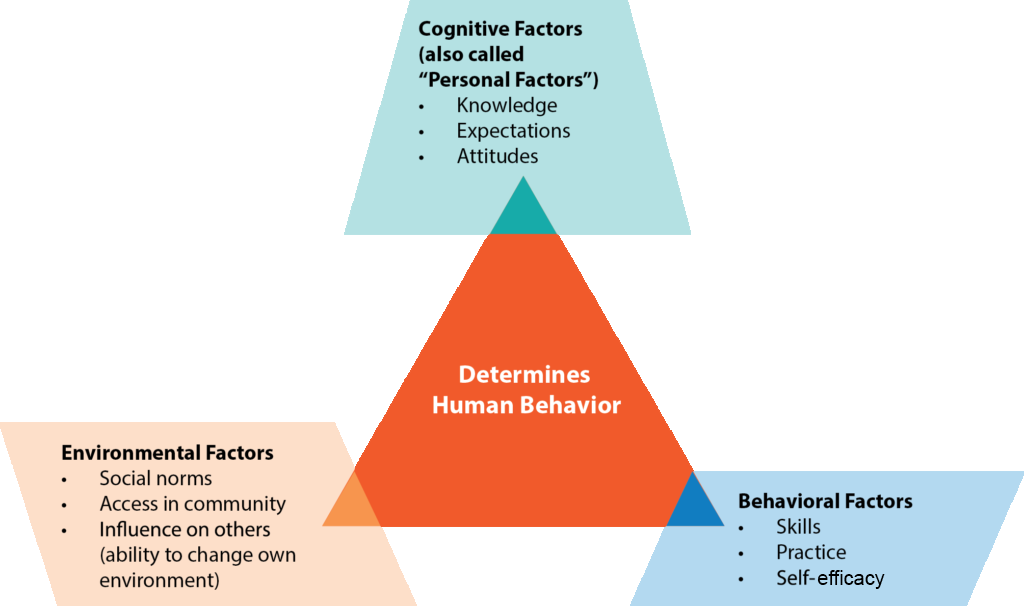 Cognitive Factors
(also called
“Personal Factors”)
• Knowledge
• Expectations
• Attitudes
Determines
Human Behavior
Environmental Factors
• Social norms
• Access in community
• Influence on others
(ability to change own
environment)
Behavioral Factors
• Skills
• Practice
• Self-efficacy